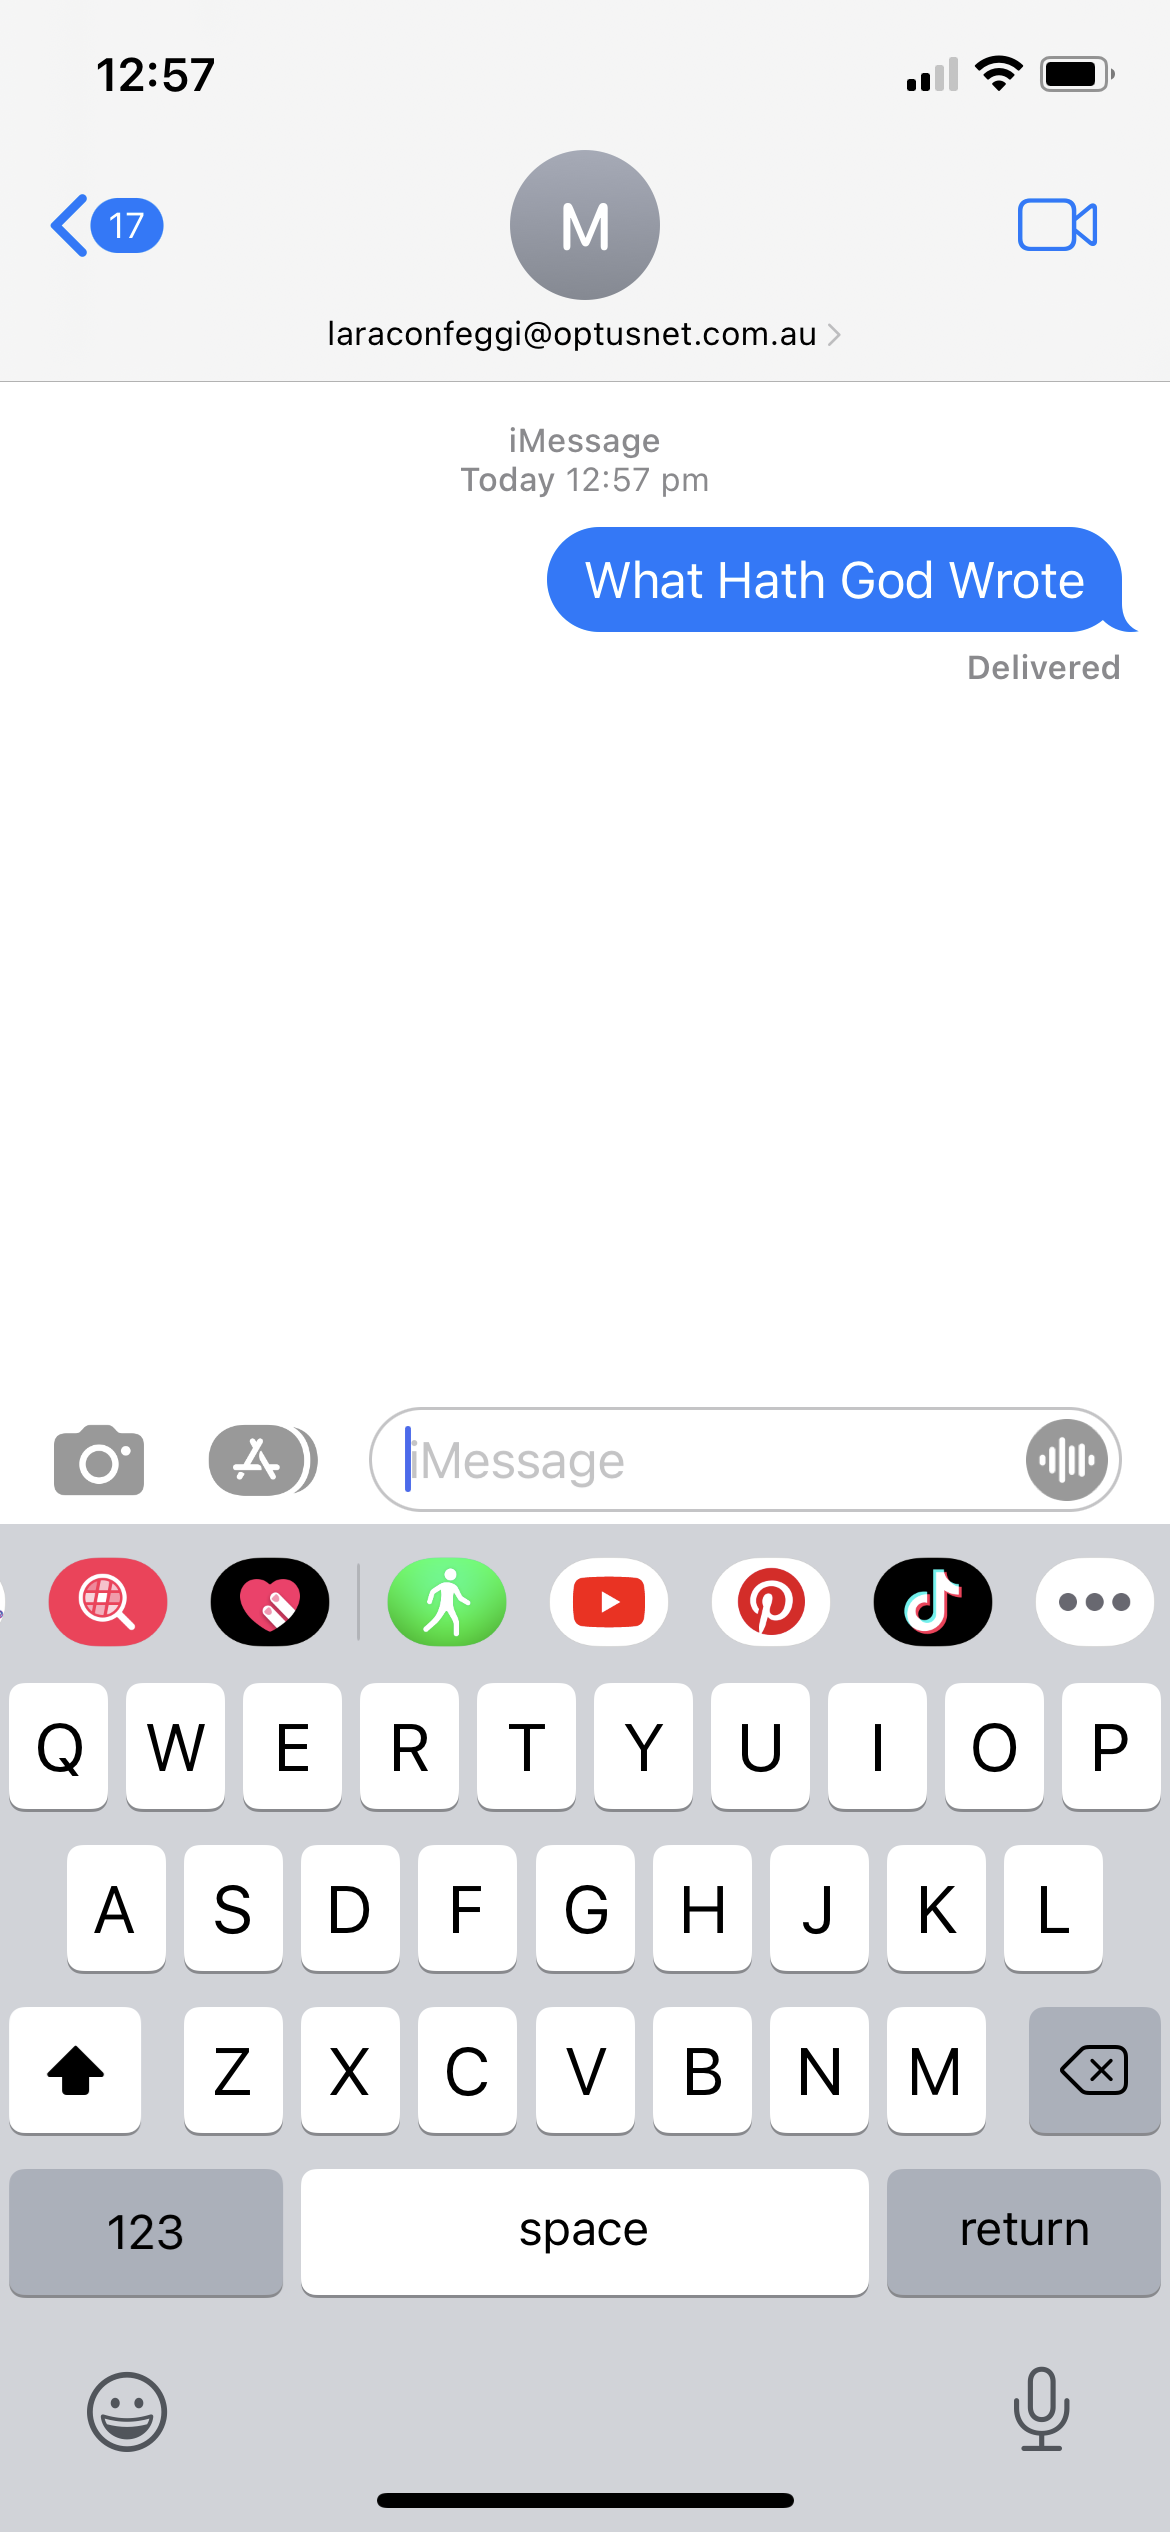 12:57
17
M
laraconfeggi@optusnet.com.au
iMessage
Today 12:57 pm
What Hath God Wrote
Delivered
iMessage
Q W E R T Y U I O P
A S D F G H J K L
Z X C V B N M
123 space return